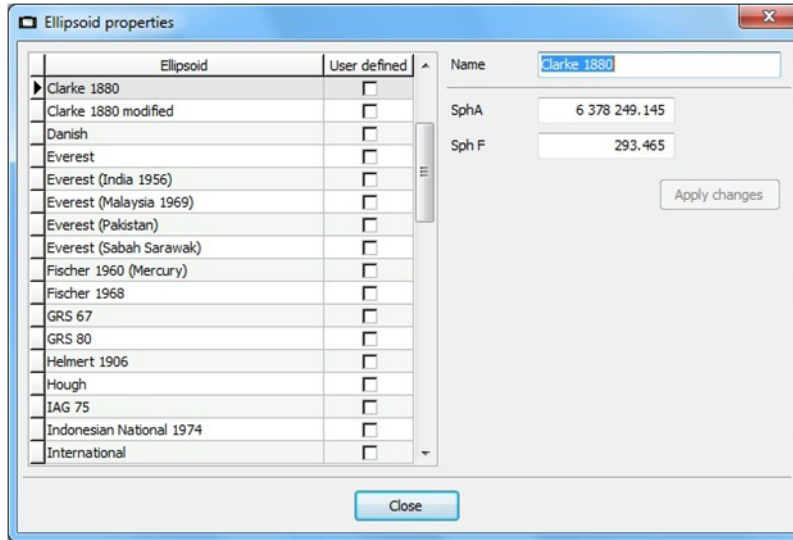 Ellipsoid properties
Ellipsoid User defined
Clarke 1880
Clarke 1880 modified
Danish
Everest
Everest (India 1956)
Everest (Malaysia 1969)
Everest (Pakistan)
Everest (Sabah Sarawak)
Fischer 1960 (Mercury)
Fischer 1968
GRS 67
GRS 80
Helmert 1906
Hough
IAG 75
Indonesian National 1974
International
Name Clarke 1880
SphA 6 378 249.145
Sph F 293.465
Apply changes
Close